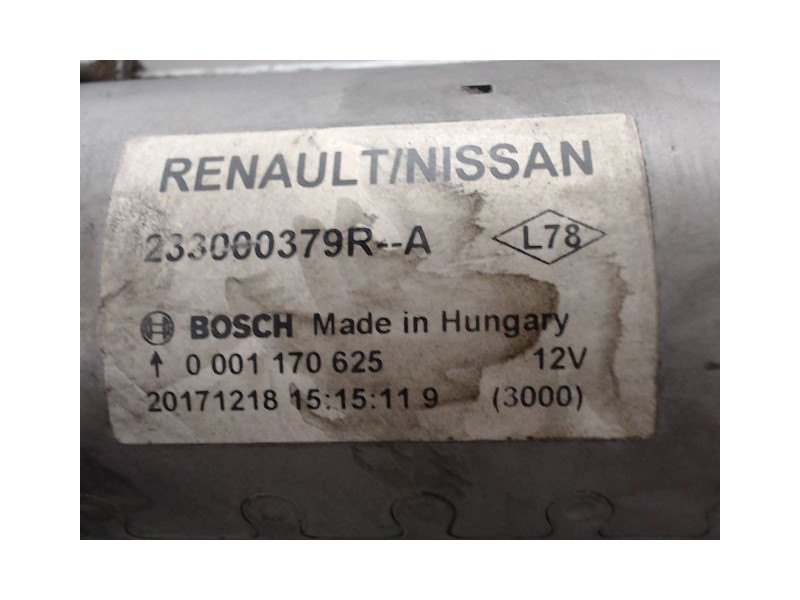 RENAULT/NISSAN
233000379R--A
L78
BOSCH Made in Hungary
0 001 170 625 12V
20171218 15:15:11 9 (3000)